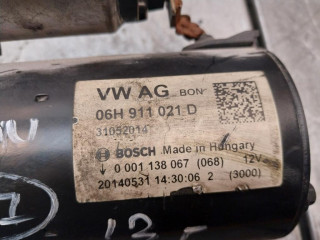 VW AG BON
06H 911 021 D
31052014
BOSCH Made in Hungary
↓ 0 001 138 067 (068) 12V
20140531 14:30:06 2 (3000)